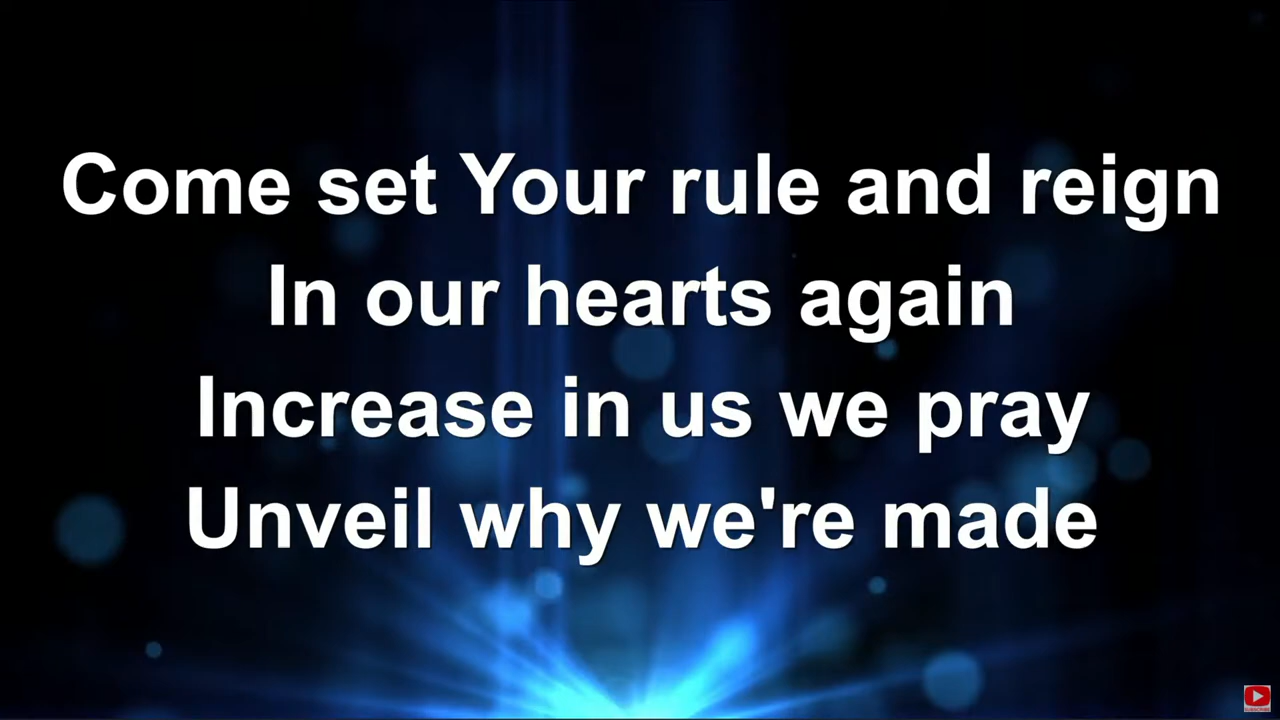 Come set Your rule and reign
In our hearts again
Increase in us we pray
Unveil why we're made
SUBSCRIBE